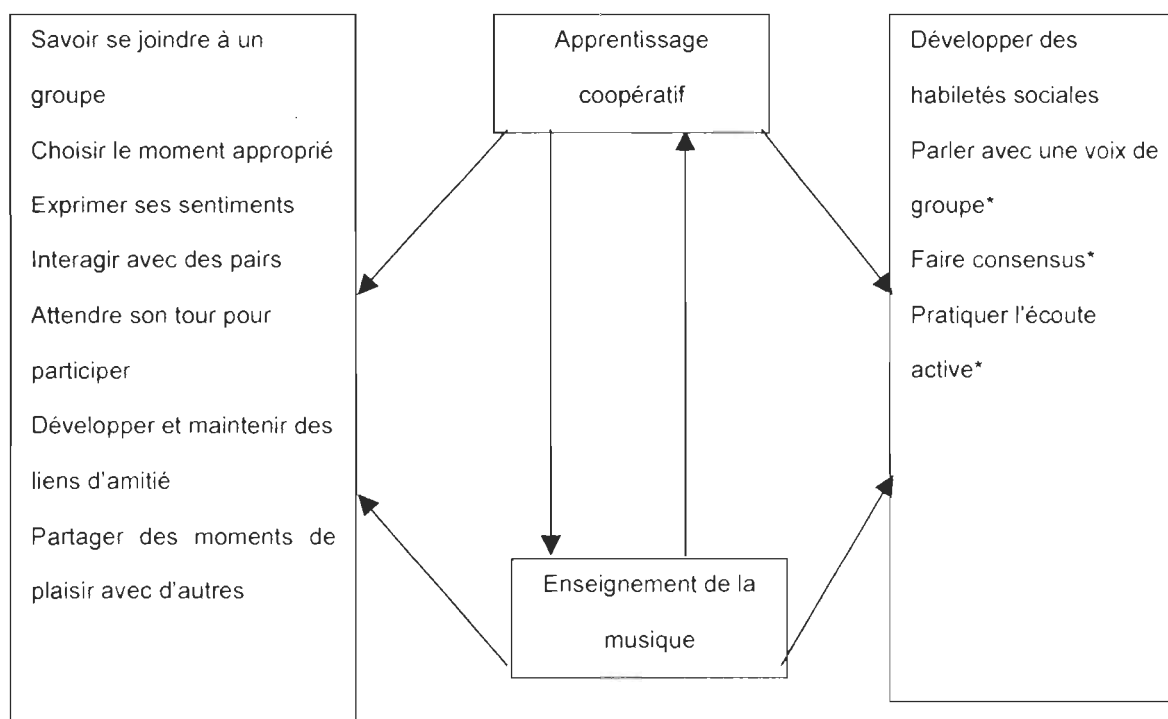 Savoir se joindre à un
groupe
Choisir le moment approprié
Exprimer ses sentiments
Interagir avec des pairs
Attendre son tour pour
participer
Développer et maintenir des
liens d'amitié
Partager des moments de
plaisir avec d'autres
Apprentissage
coopératif
Enseignement de la
musique
Développer des
habiletés sociales
Parler avec une voix de
groupe*
Faire consensus*
Pratiquer l'écoute
active*